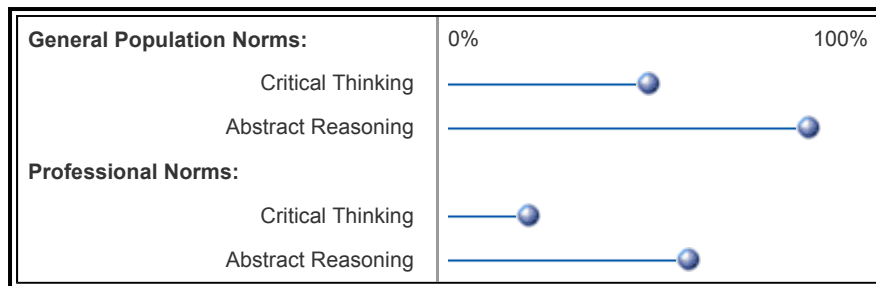 General Population Norms: 0% 100%
Critical Thinking
Abstract Reasoning
Professional Norms:
Critical Thinking
Abstract Reasoning